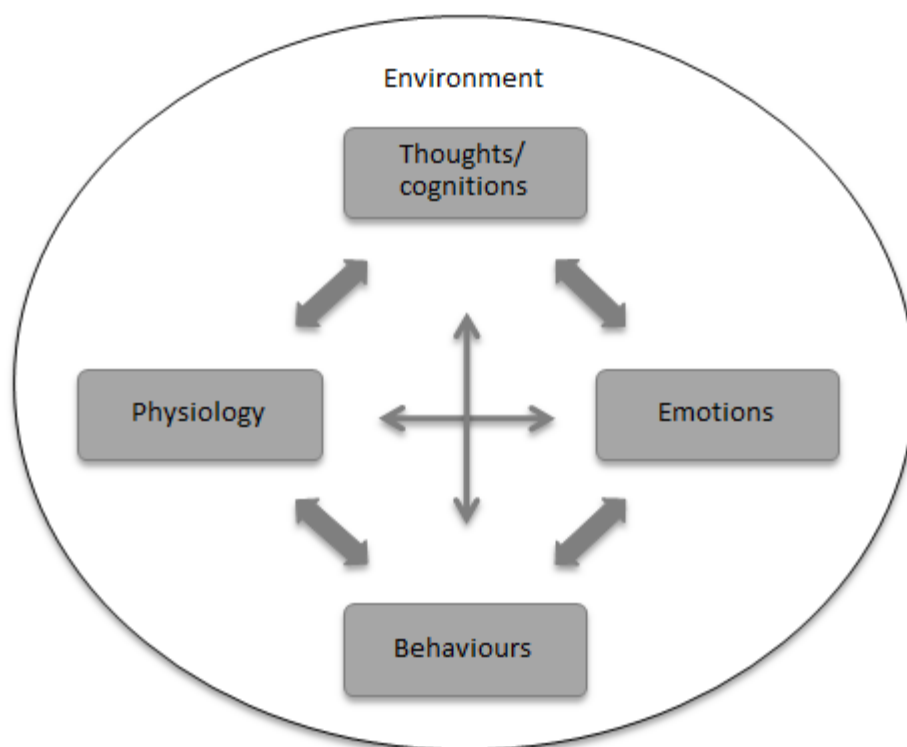 Environment
Thoughts/
cognitions
Physiology
Emotions
Behaviours